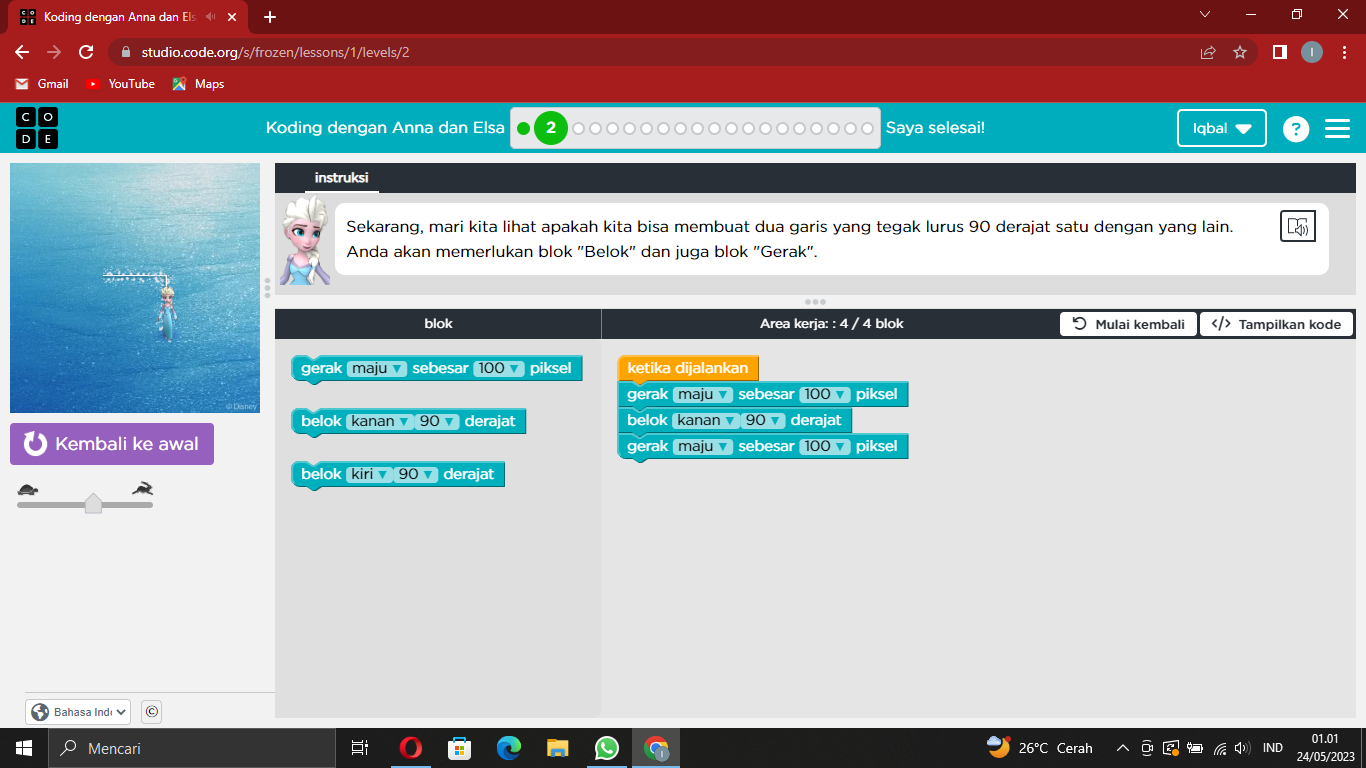 Koding dengan Anna dan Els
studio.code.org/s/frozen/lessons/1/levels/2
Gmail
YouTube
Maps
C O
D E
Koding dengan Anna dan Elsa
2
Saya selesai!
Iqbal
?
instruksi
Sekarang, mari kita lihat apakah kita bisa membuat dua garis yang tegak lurus 90 derajat satu dengan yang lain.
Anda akan memerlukan blok "Belok" dan juga blok "Gerak".
© Disney
Kembali ke awal
blok
Area kerja: : 4 / 4 blok
Mulai kembali
</> Tampilkan kode
gerak maju ▼ sebesar 100 ▼ piksel
belok kanan ▼ 90 ▼ derajat
belok kiri ▼ 90 ▼ derajat
ketika dijalankan
gerak maju ▼ sebesar 100 ▼ piksel
belok kanan ▼ 90 ▼ derajat
gerak maju ▼ sebesar 100 ▼ piksel
Bahasa Ind
©
Mencari
26°C Cerah
IND
01.01
24/05/2023